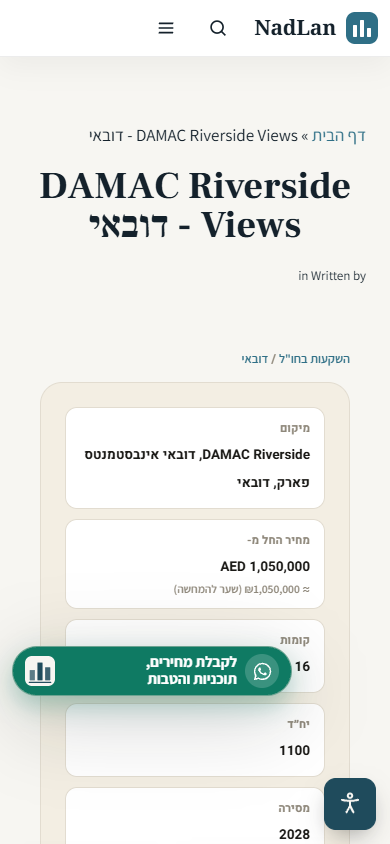 NadLan
דף הבית » DAMAC Riverside Views - דובאי
DAMAC Riverside
Views - דובאי
in Written by
השקעות בחו"ל / דובאי
מיקום
DAMAC Riverside, דובאי אינבסטמנטס
פארק, דובאי
מחיר החל מ-
AED 1,050,000
≈ ₪1,050,000 (שער להמחשה)
קומות
16
לקבלת מחירים,
תוכניות והטבות
יח"ד
1100
מסירה
2028